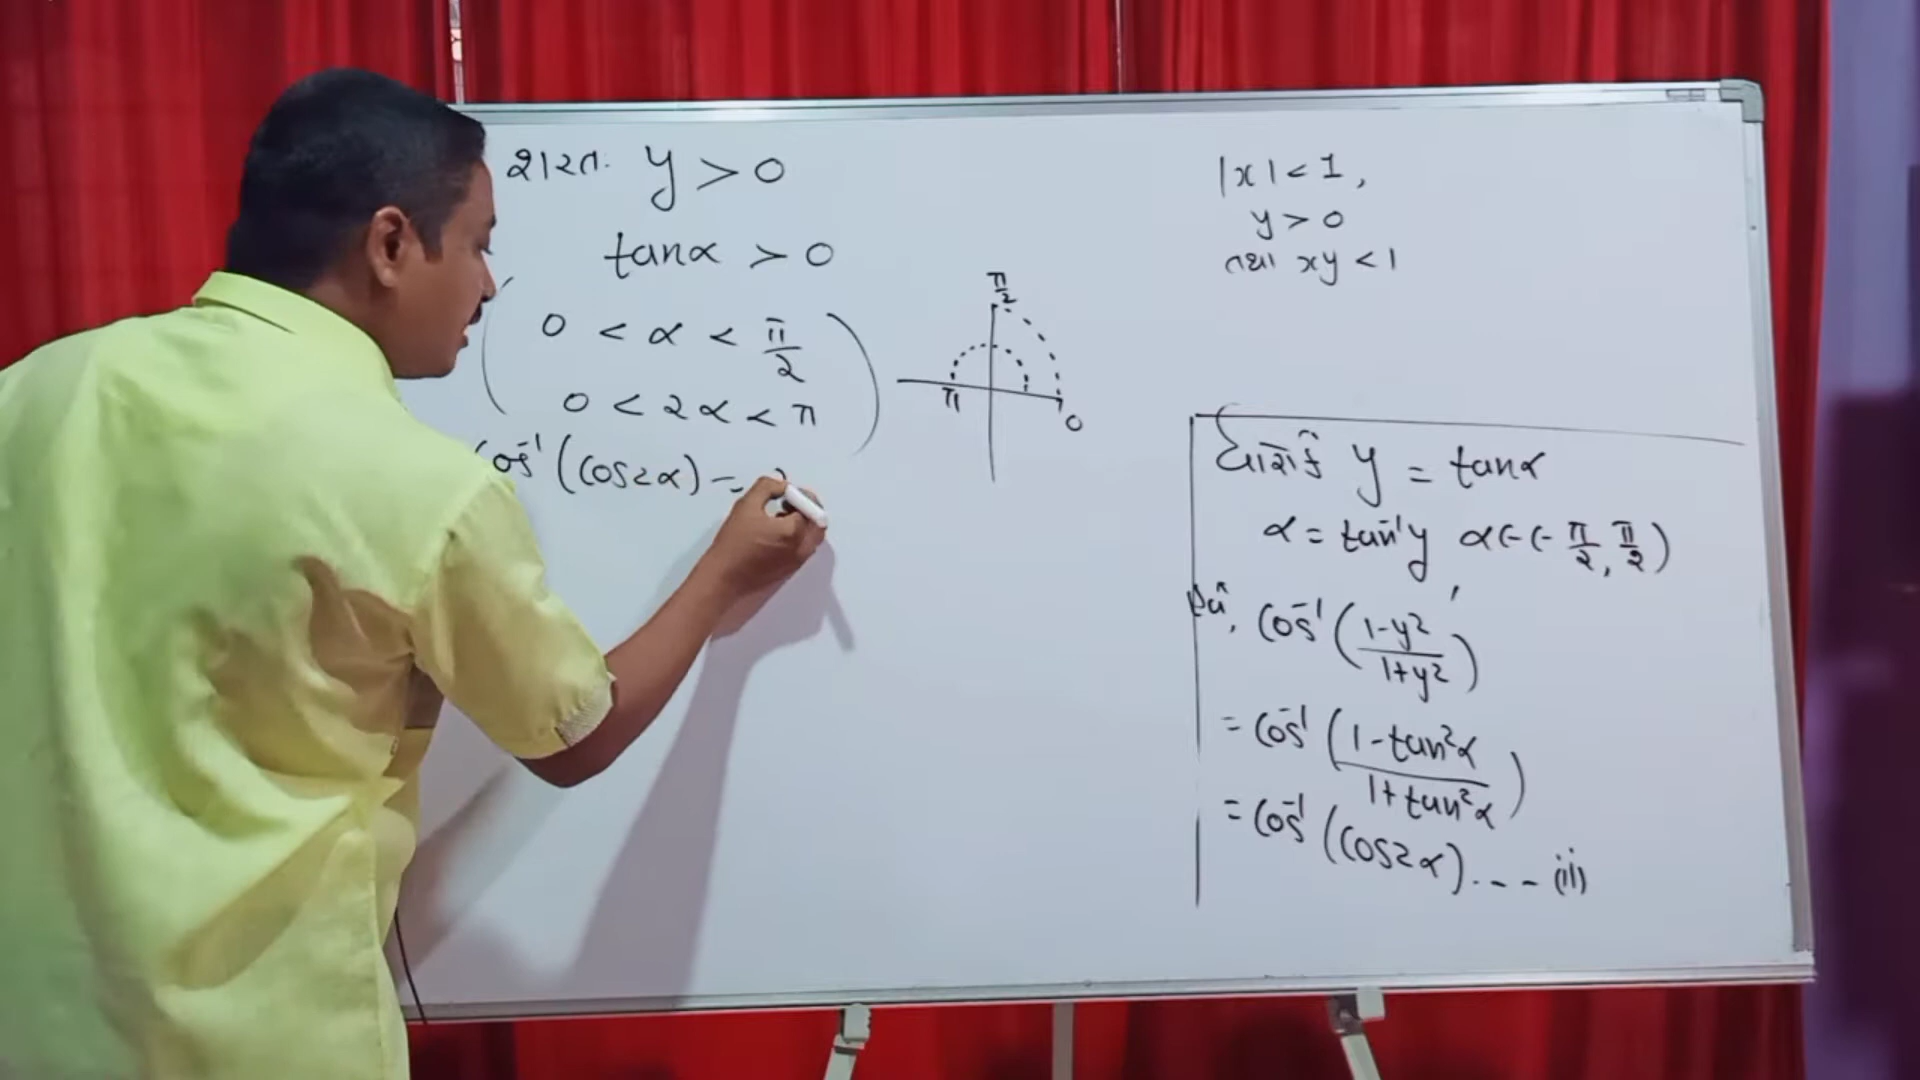 શરત: y > 0
tanα > 0
0 < α < π/2
0 < 2α < π
cos⁻¹(cos2α) =
π/2
π
0
|x| < 1,
y > 0
તથા xy < 1
ધારો કે y = tanα
α = tan⁻¹y α ∈ (-π/2, π/2)
cos⁻¹((1-y²)/(1+y²))
= cos⁻¹((1-tan²α)/(1+tan²α))
= cos⁻¹(cos2α) ... - - (ii)